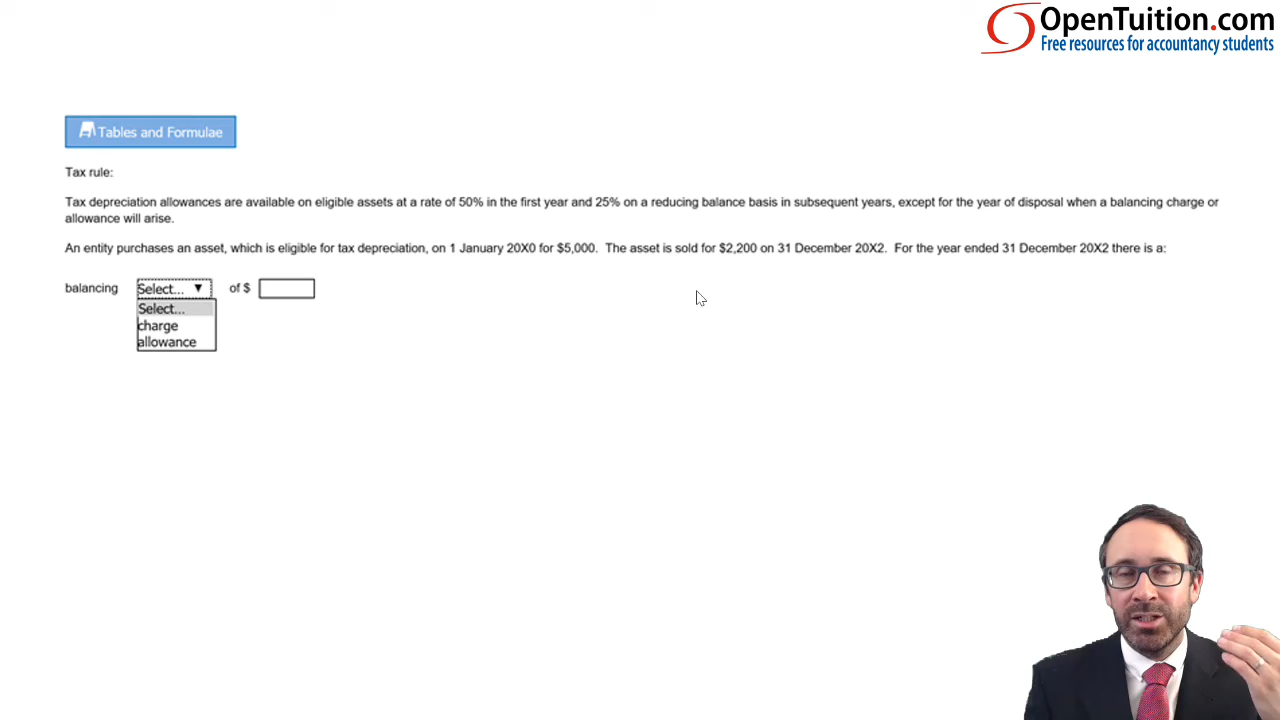 OpenTuition.com
Free resources for accountancy students
Tables and Formulae
Tax rule:
Tax depreciation allowances are available on eligible assets at a rate of 50% in the first year and 25% on a reducing balance basis in subsequent years, except for the year of disposal when a balancing charge or
allowance will arise.
An entity purchases an asset, which is eligible for tax depreciation, on 1 January 20X0 for $5,000.  The asset is sold for $2,200 on 31 December 20X2.  For the year ended 31 December 20X2 there is a:
balancing Select... ▼ of $
Select...
charge
allowance